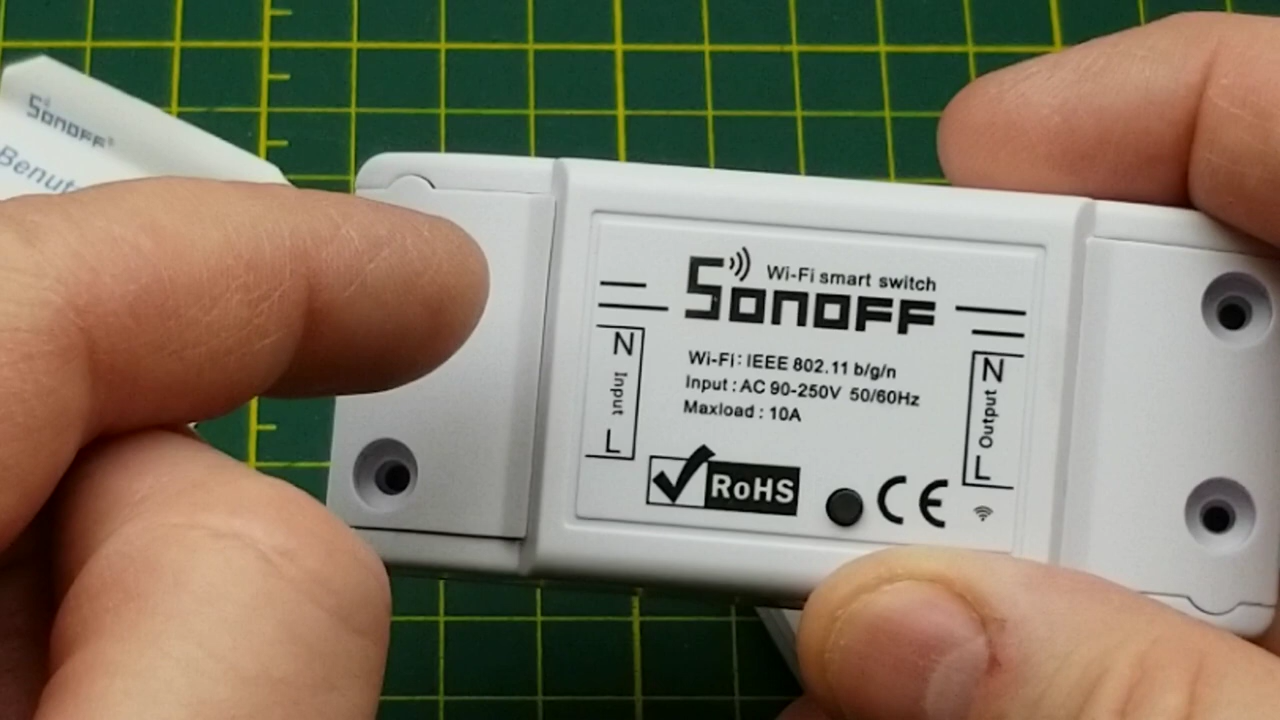 SONOFF®
Benut
Wi-Fi smart switch
SONOFF
Wi-Fi: IEEE 802.11 b/g/n
Input : AC 90-250V 50/60Hz
Maxload : 10A
N Input L
N Output L
RoHS
CE